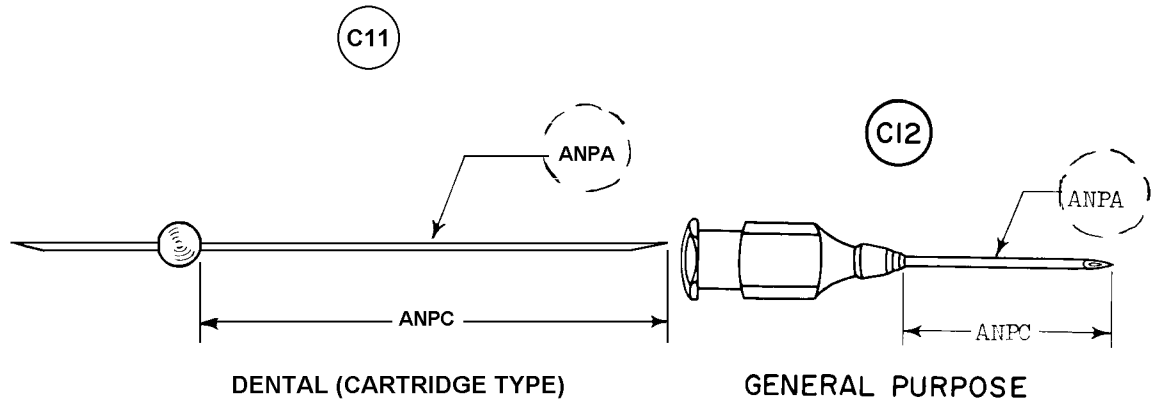 C11
ANPA
ANPC
DENTAL (CARTRIDGE TYPE)
C12
ANPA
ANPC
GENERAL PURPOSE